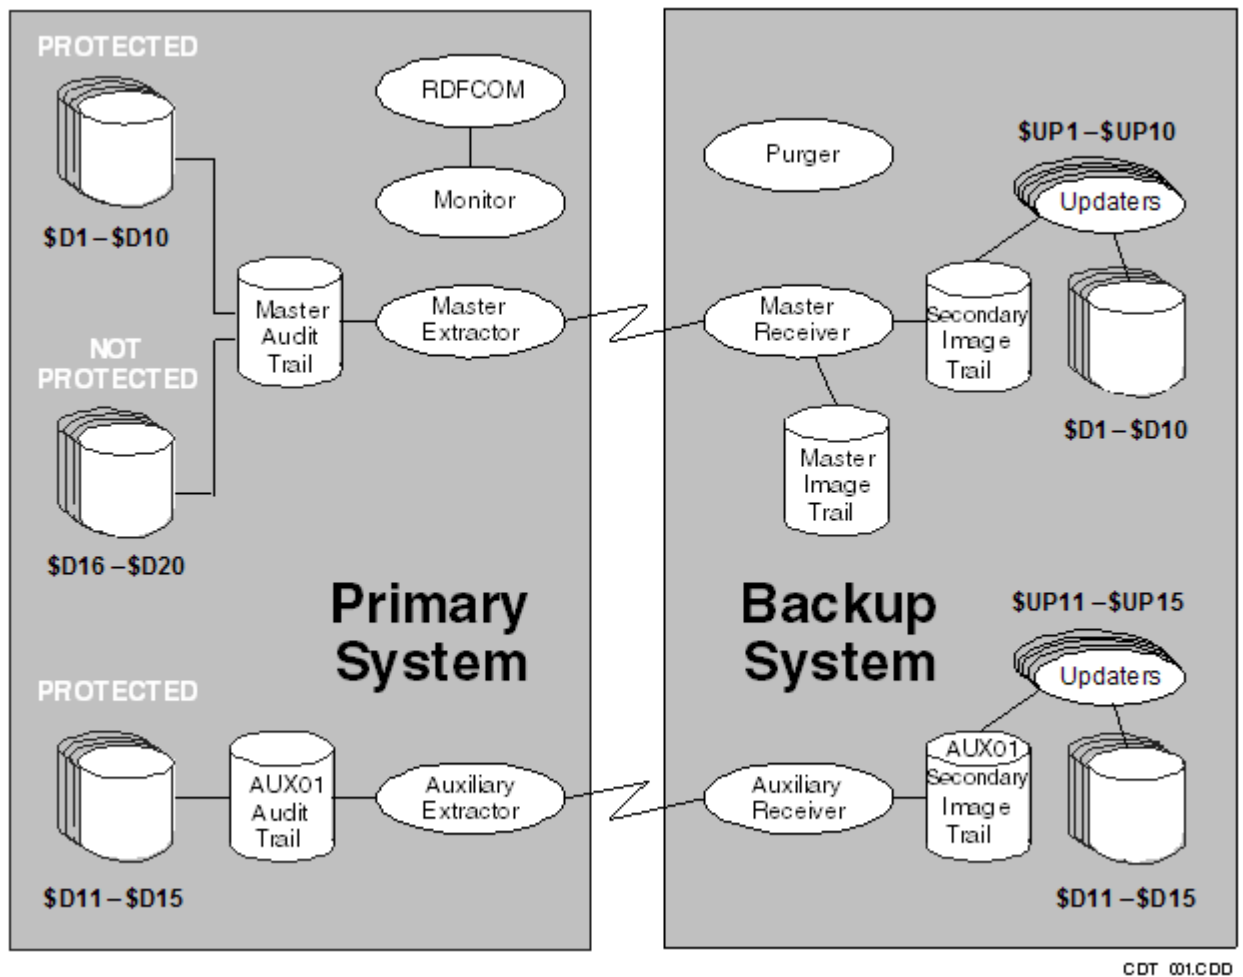 PROTECTED
$D1–$D10
RDFCOM
Monitor
Master
Audit
Trail
Master
Extractor
NOT
PROTECTED
$D16–$D20
Primary
System
PROTECTED
$D11–$D15
AUX01
Audit
Trail
Auxiliary
Extractor
Purger
$UP1–$UP10
Updaters
Master
Receiver
Secondary
Image
Trail
$D1–$D10
Master
Image
Trail
Backup
System
$UP11–$UP15
Updaters
Auxiliary
Receiver
AUX01
Secondary
Image
Trail
$D11–$D15
CDT 001.CDD